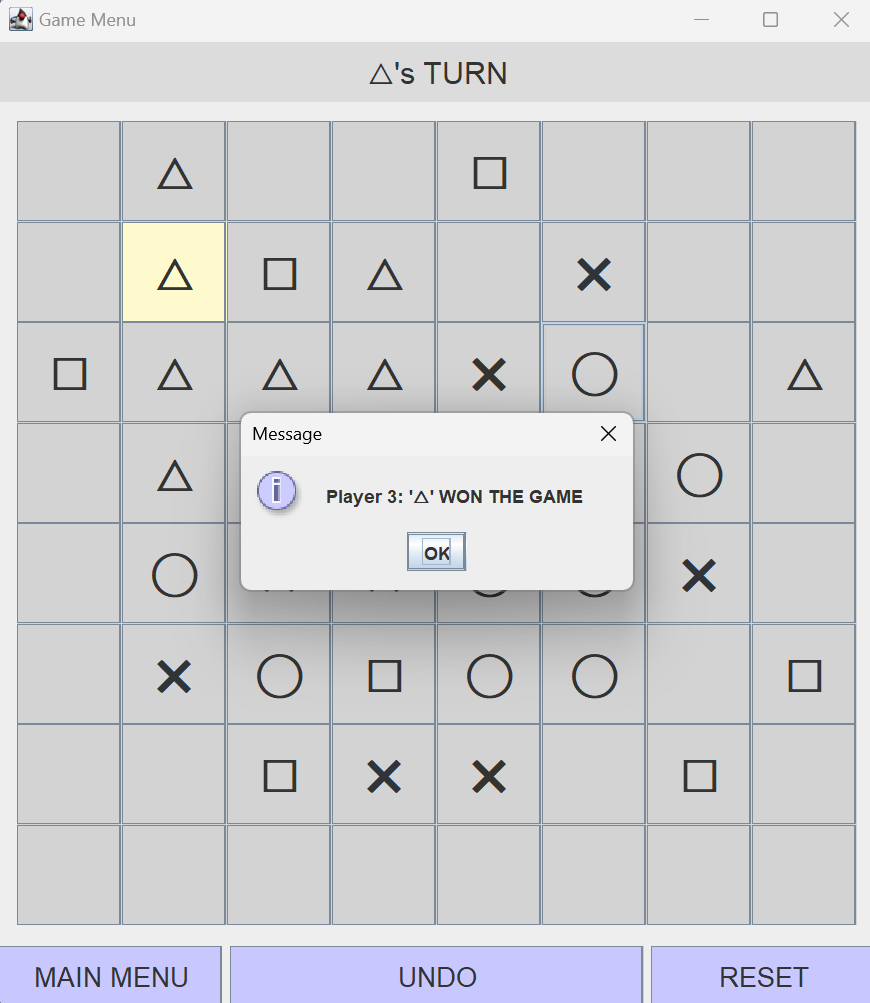 Game Menu
△'s TURN
△ □
△ □ △ ✕
□ △ △ △ ✕ ○ △
Message
△ ○
Player 3: '△' WON THE GAME
OK
○ ✕
✕ ○ □ ○ ○ □
□ ✕ ✕ □
MAIN MENU UNDO RESET